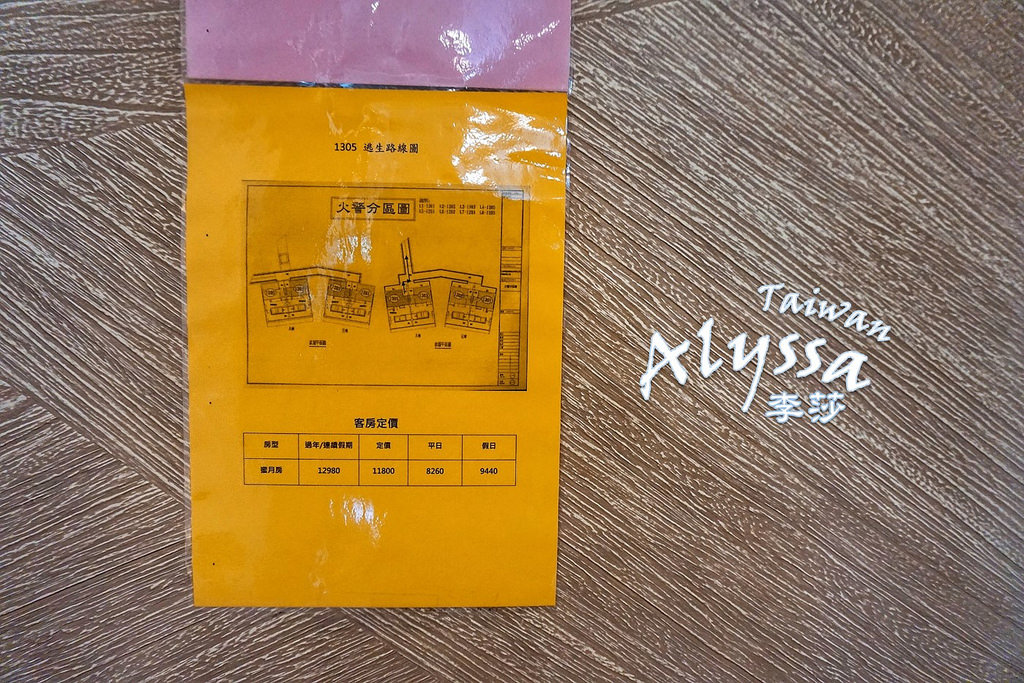 1305 逃生路線圖
火警分區圖
客房定價
房型 過年/連續假期 定價 平日 假日
蜜月房 12980 11800 8260 9440
Taiwan
Alyssa
李莎